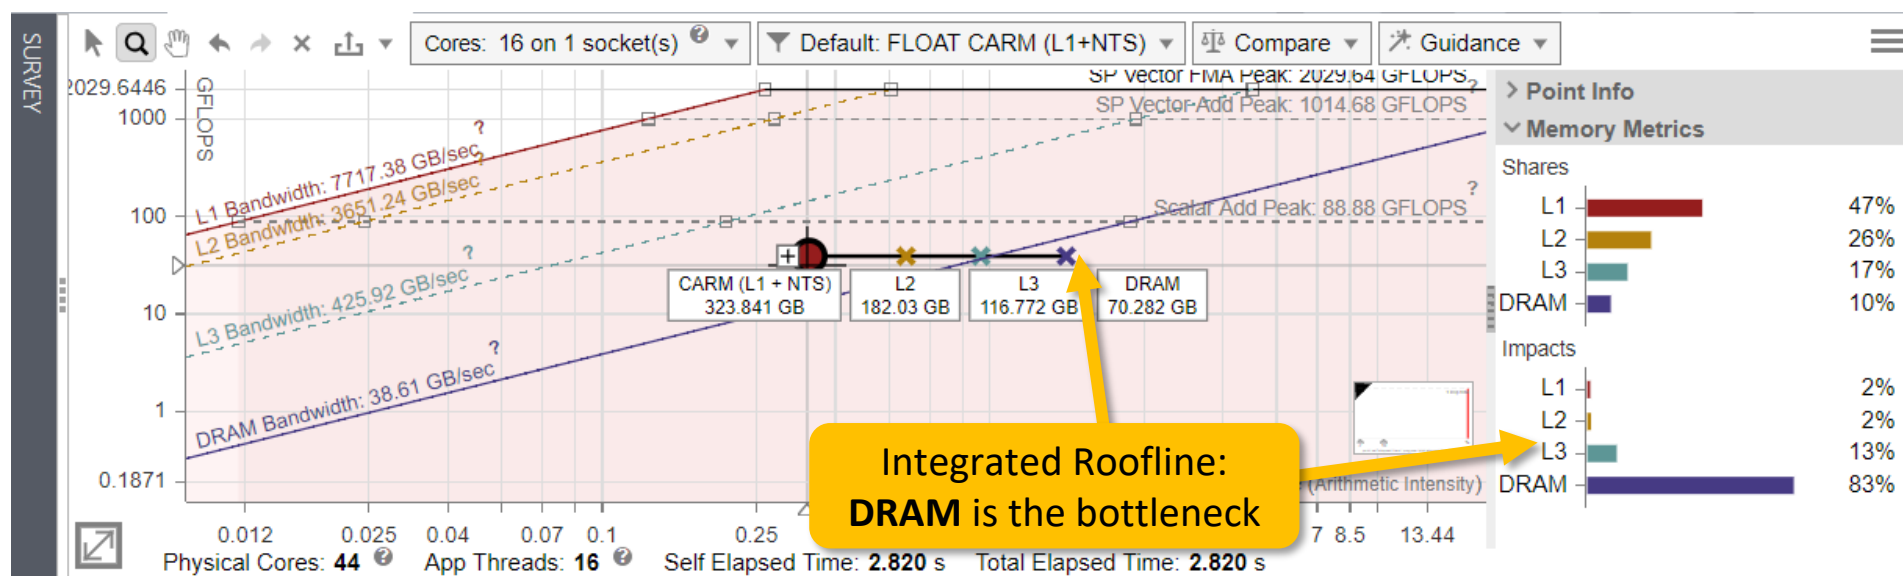 SURVEY
Cores: 16 on 1 socket(s) ?
Default: FLOAT CARM (L1+NTS)
Compare
Guidance
2029.6446
1000
100
10
1
0.1871
GFLOPS
SP Vector FMA Peak: 2029.64 GFLOPS
?
SP Vector Add Peak: 1014.68 GFLOPS
?
Scalar Add Peak: 88.88 GFLOPS
?
L1 Bandwidth: 7717.38 GB/sec
?
L2 Bandwidth: 3651.24 GB/sec
?
L3 Bandwidth: 425.92 GB/sec
?
DRAM Bandwidth: 38.61 GB/sec
CARM (L1 + NTS)
323.841 GB
L2
182.03 GB
L3
116.772 GB
DRAM
70.282 GB
Integrated Roofline:
DRAM is the bottleneck
(Arithmetic Intensity)
0.012 0.025 0.04 0.07 0.1 0.25 7 8.5 13.44
Physical Cores: 44 ? App Threads: 16 ? Self Elapsed Time: 2.820 s Total Elapsed Time: 2.820 s
Point Info
Memory Metrics
Shares
L1 47%
L2 26%
L3 17%
DRAM 10%
Impacts
L1 2%
L2 2%
L3 13%
DRAM 83%